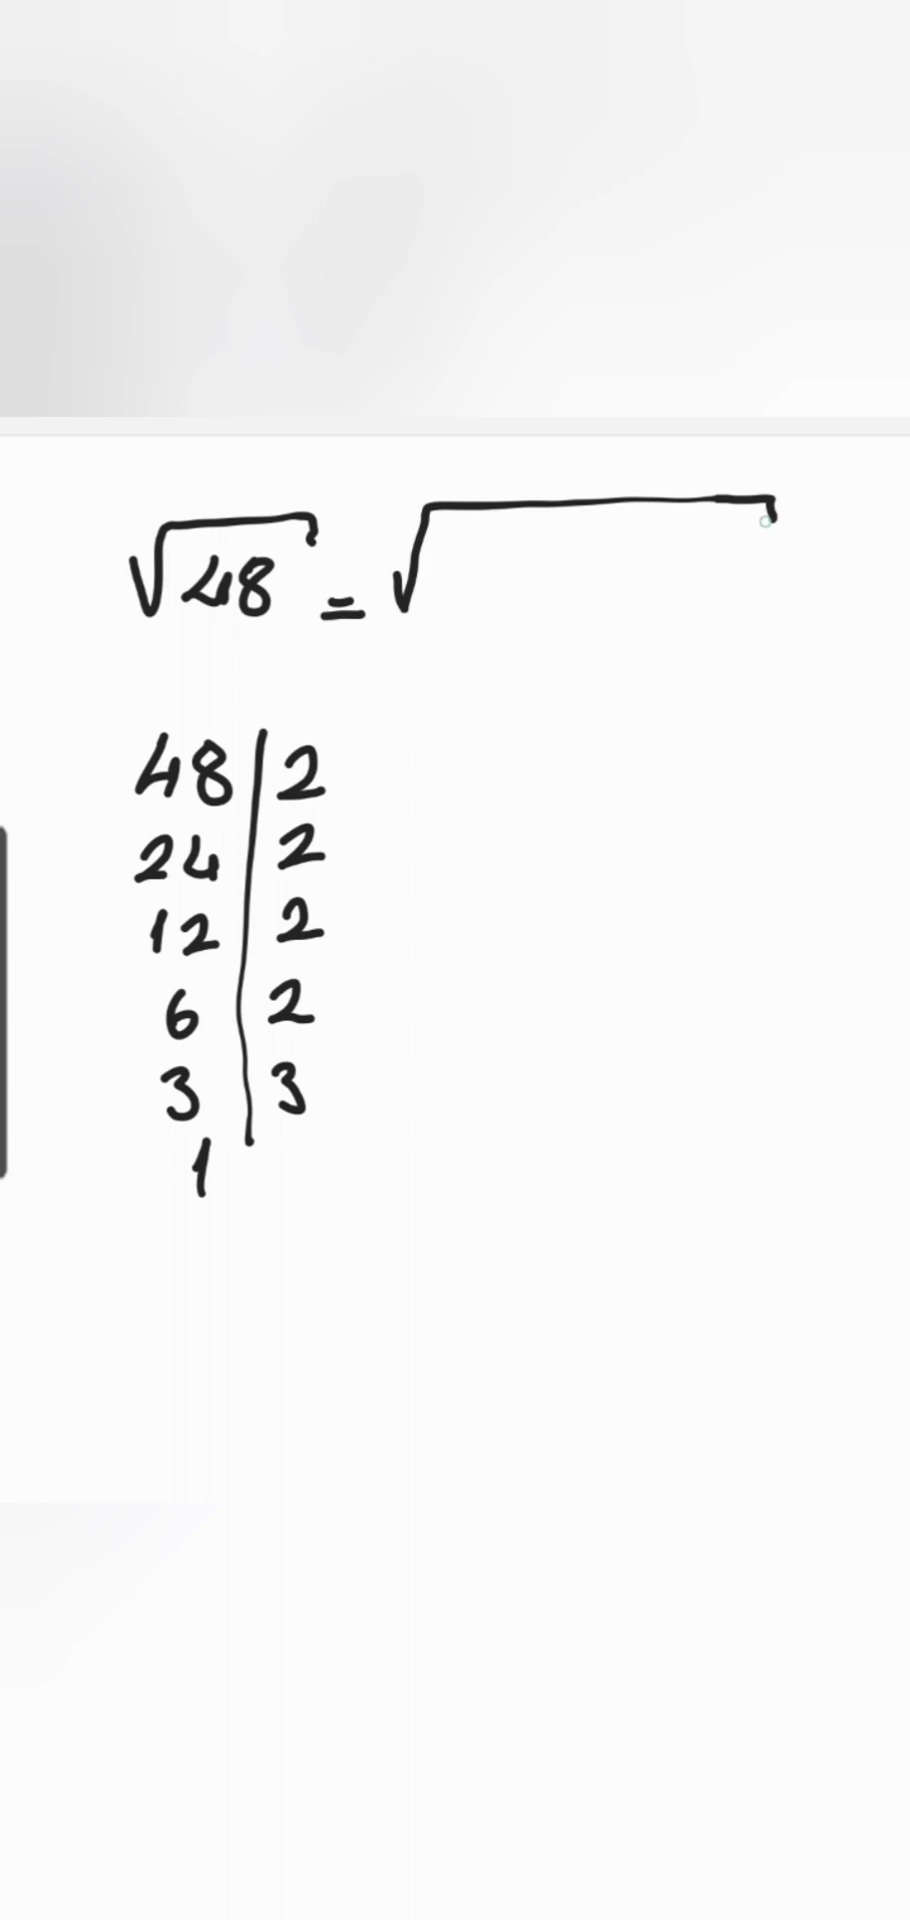 √48 = √
48 | 2
24 | 2
12 | 2
6 | 2
3 | 3
1